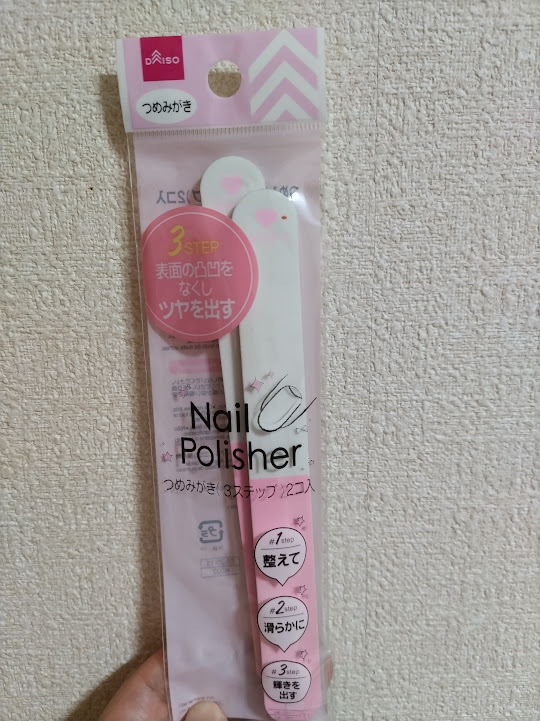 DAISO
つめみがき
3 STEP
表面の凸凹を
なくし
ツヤを出す
Nail
Polisher
つめみがき(3ステップ)2コ入
#1 step
整えて
#2 step
滑らかに
#3 step
輝きを
出す